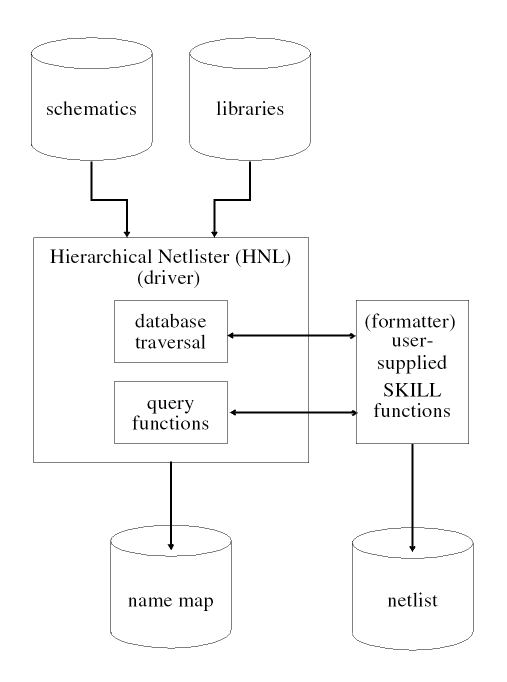 schematics
libraries
Hierarchical Netlister (HNL)
(driver)
database
traversal
(formatter)
user-
supplied
SKILL
functions
query
functions
name map
netlist